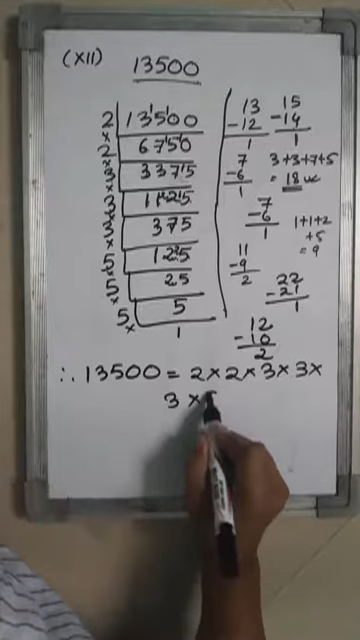 (XII) 13500
2 | 13500
× 2 | 6750
× 3 | 3375
× 3 | 1125
× 3 | 375
× 5 | 125
× 5 | 25
× 5 | 5
× 1
13
-12
1
15
-14
1
7
-6
1
3+3+7+5
= 18
7
-6
1
1+1+2
+5
= 9
11
-9
2
22
-21
1
12
-10
2
∴ 13500 = 2×2×3×3×
3×